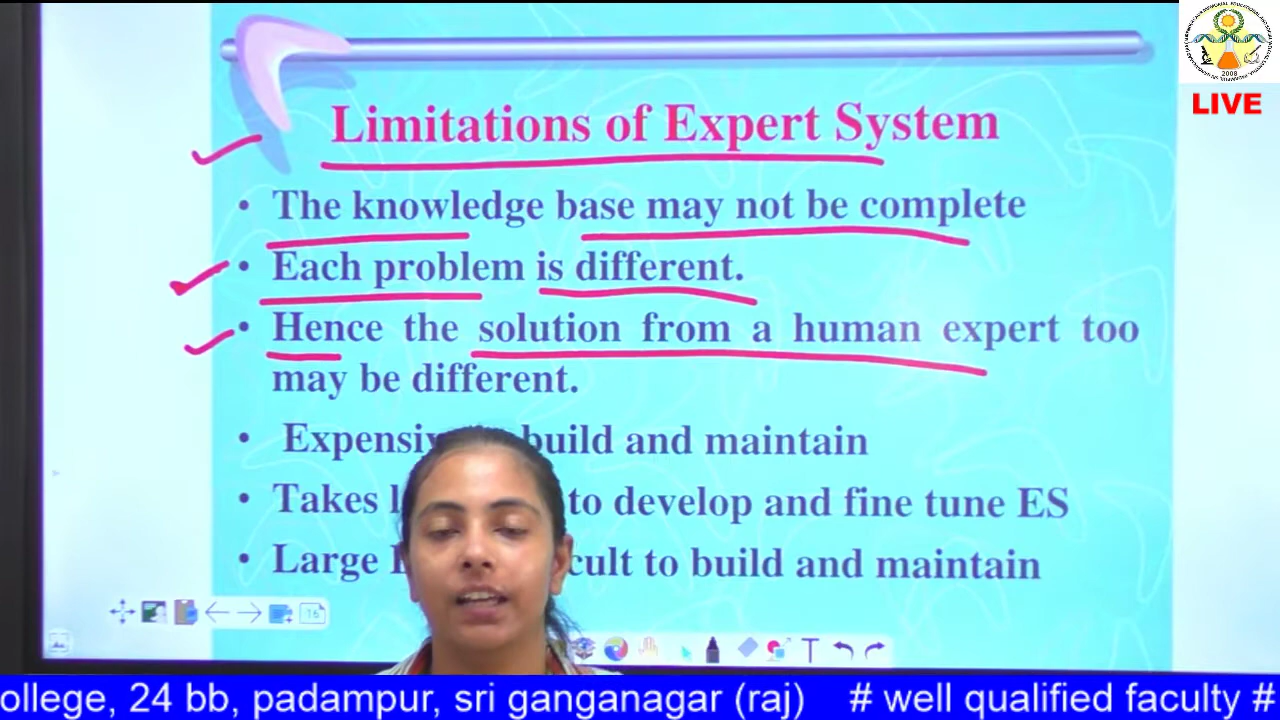 LIVE
Limitations of Expert System
• The knowledge base may not be complete
• Each problem is different.
• Hence the solution from a human expert too
may be different.
• build and maintain
• Takes to develop and fine tune ES
• Large to build and maintain
16
T
2008
ollege, 24 bb, padampur, sri ganganagar (raj) # well qualified faculty #